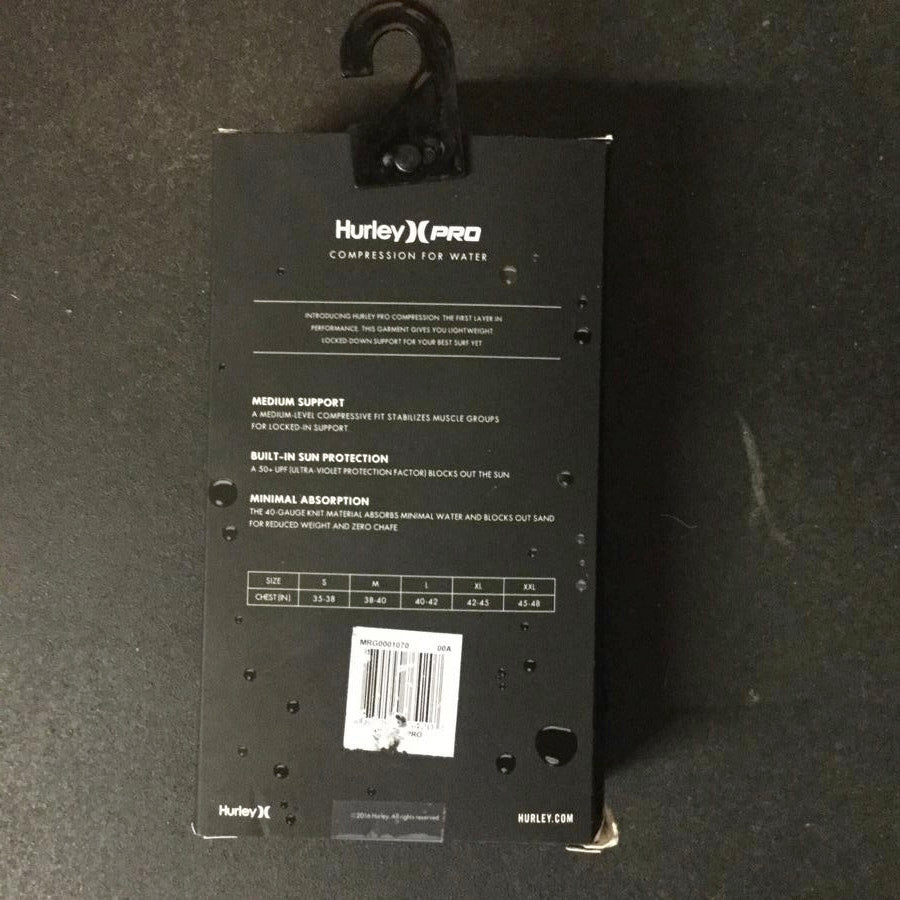 Hurley)( PRO
COMPRESSION FOR WATER
INTRODUCING HURLEY PRO COMPRESSION. THE FIRST LAYER IN
PERFORMANCE. THIS GARMENT GIVES YOU LIGHTWEIGHT
LOCKED-DOWN SUPPORT FOR YOUR BEST SURF YET
MEDIUM SUPPORT
A MEDIUM-LEVEL COMPRESSIVE FIT STABILIZES MUSCLE GROUPS
FOR LOCKED-IN SUPPORT
BUILT-IN SUN PROTECTION
A 50+ UPF (ULTRA-VIOLET PROTECTION FACTOR) BLOCKS OUT THE SUN
MINIMAL ABSORPTION
THE 40-GAUGE KNIT MATERIAL ABSORBS MINIMAL WATER AND BLOCKS OUT SAND
FOR REDUCED WEIGHT AND ZERO CHAFE
SIZE S M L XL XXL
CHEST (IN) 35-38 38-40 40-42 42-45 45-48
MRG0001070 00A
PRO
Hurley)(
©2016 Hurley. All rights reserved
HURLEY.COM